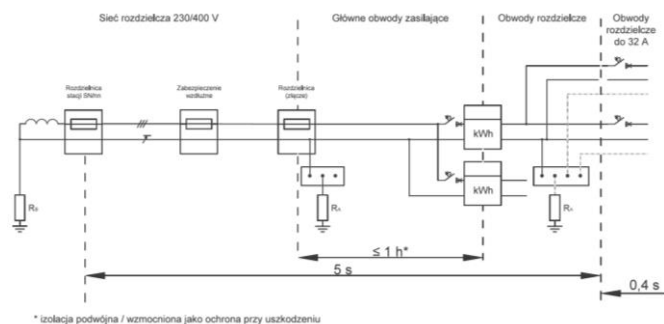 Sieć rozdzielcza 230/400 V
Główne obwody zasilające
Obwody rozdzielcze
Obwody
rozdzielcze
do 32 A
Rozdzielnica
stacji SN/nn
Zabezpieczenie
wzdłużne
Rozdzielnica
(złącze)
kWh
kWh
RB
RA
RA
≤ 1 h*
5 s
0,4 s
* izolacja podwójna / wzmocniona jako ochrona przy uszkodzeniu